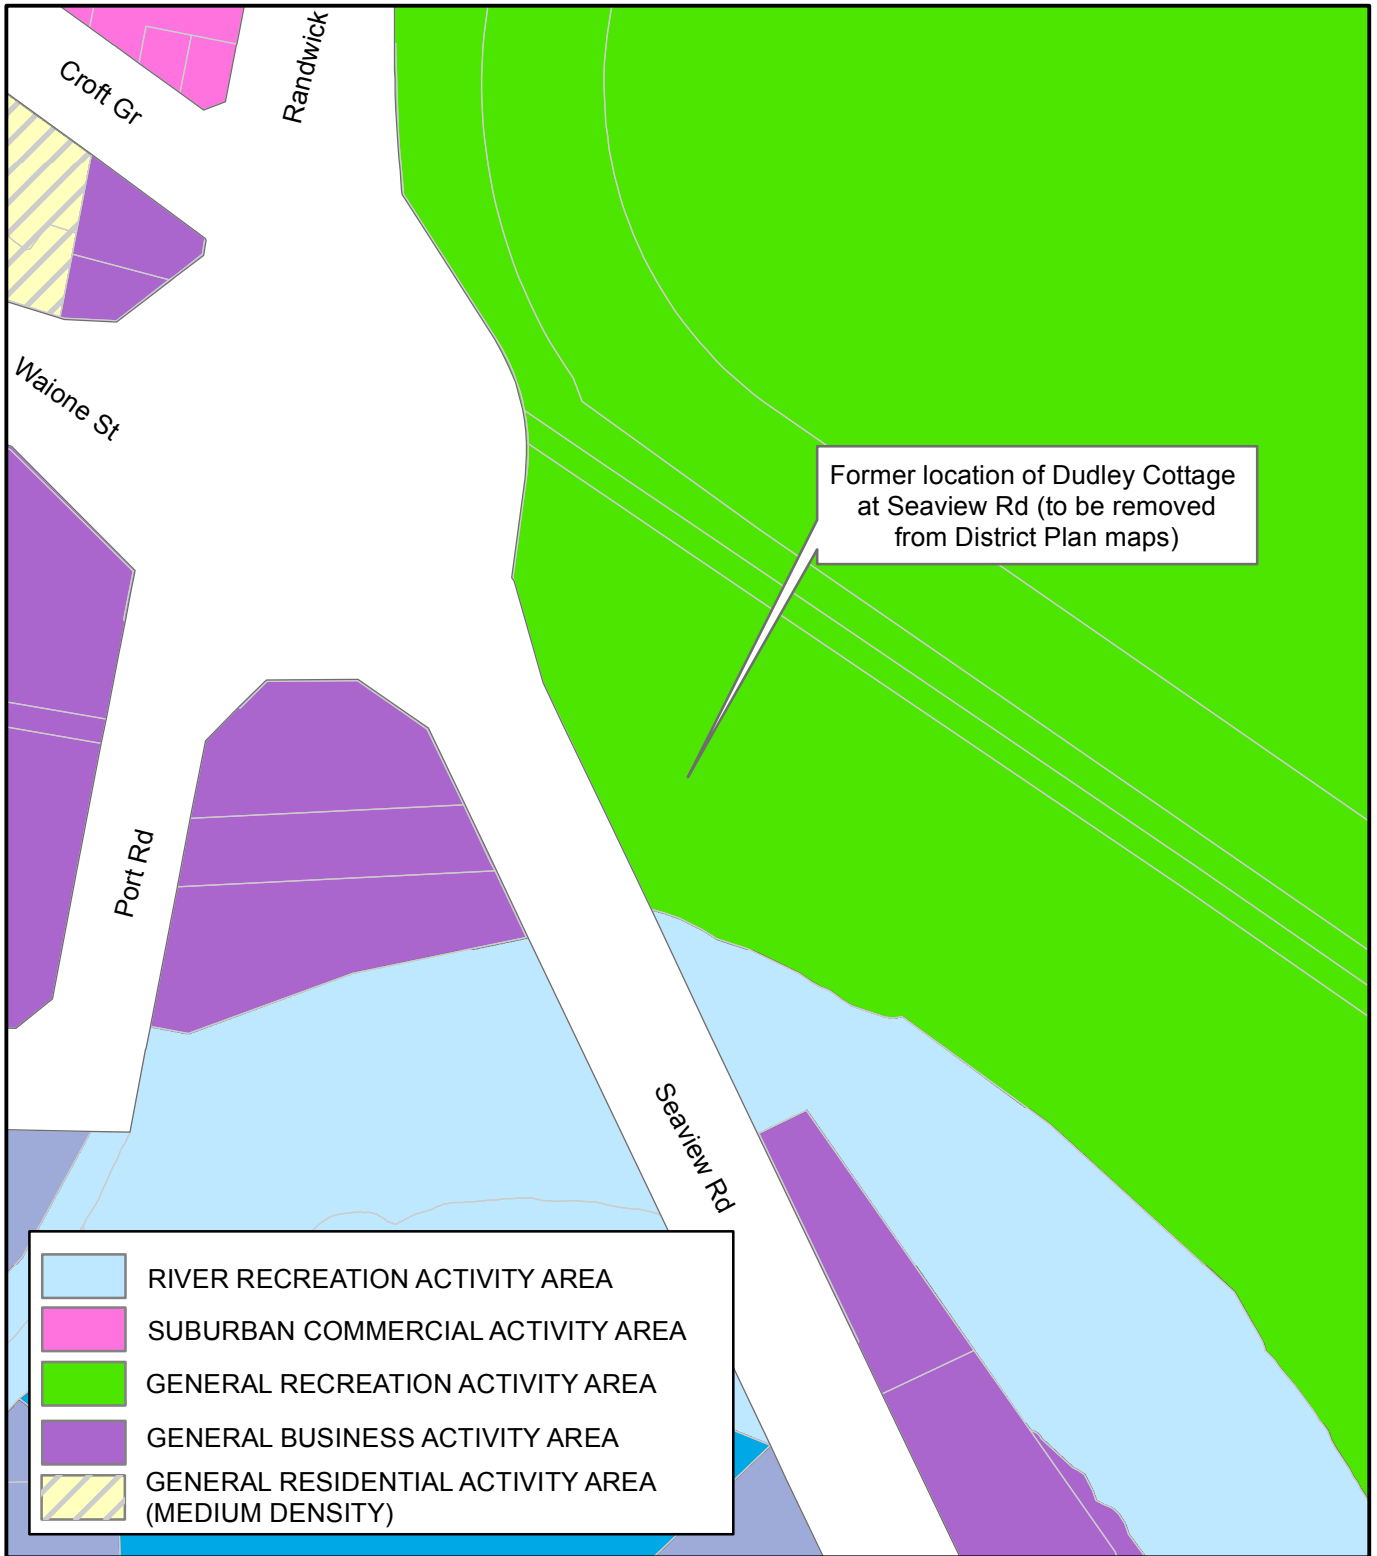 Randwick
Croft Gr
Waione St
Former location of Dudley Cottage
at Seaview Rd (to be removed
from District Plan maps)
Port Rd
Seaview Rd
RIVER RECREATION ACTIVITY AREA
SUBURBAN COMMERCIAL ACTIVITY AREA
GENERAL RECREATION ACTIVITY AREA
GENERAL BUSINESS ACTIVITY AREA
GENERAL RESIDENTIAL ACTIVITY AREA
(MEDIUM DENSITY)